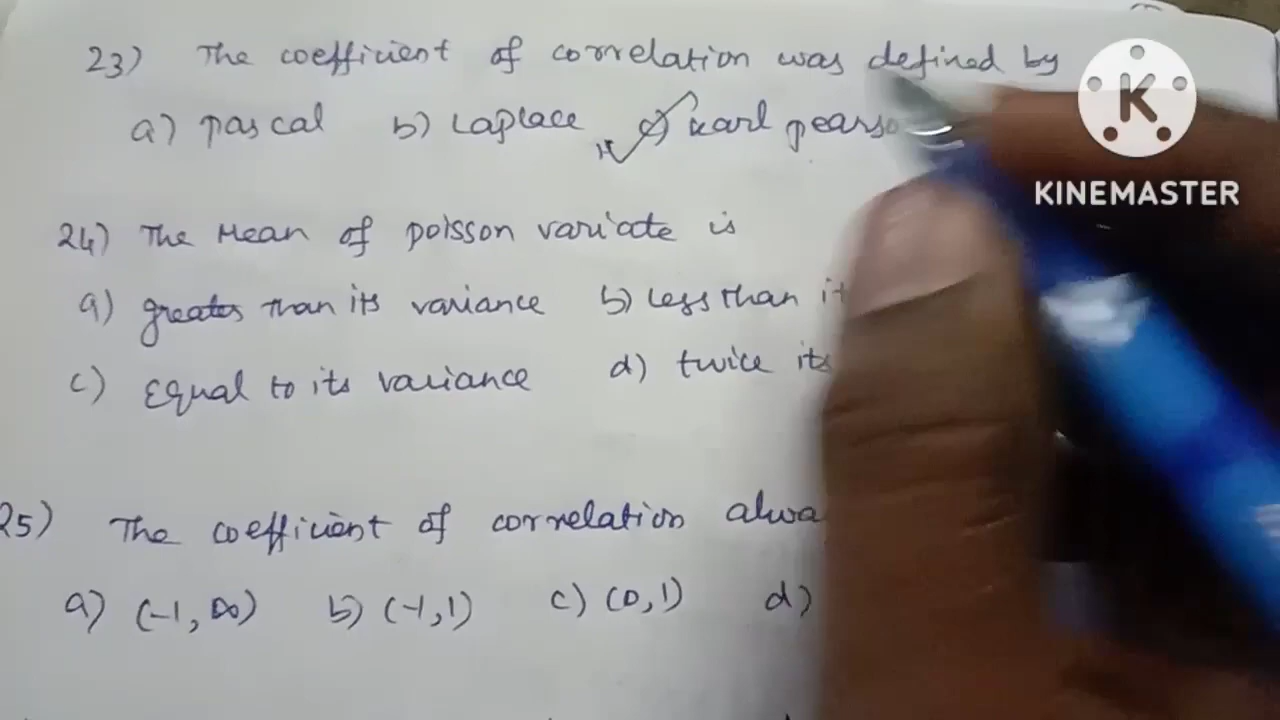 23) The coefficient of correlation was defined by
a) pascal b) Laplace c) karl pearso
24) The Mean of poisson variate is
a) greater than its variance b) Less than it
c) Equal to its variance d) twice its
25) The coefficient of correlation alwa
a) (-1, ∞) b) (-1, 1) c) (0, 1) d)
K
KINEMASTER